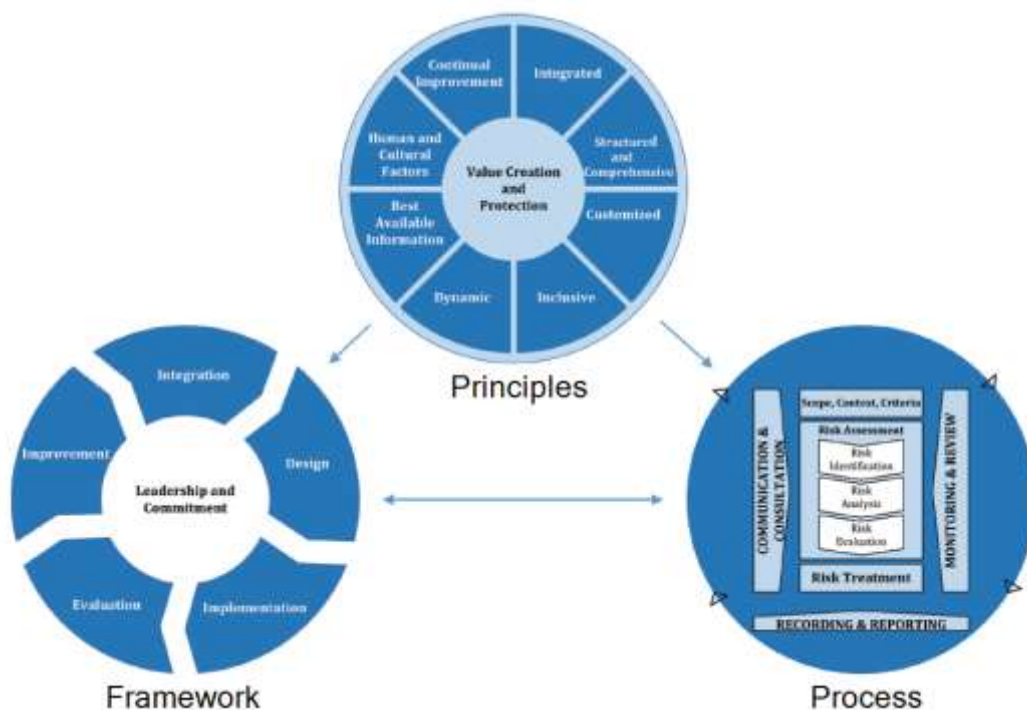 Continual
Improvement
Integrated
Human and
Cultural
Factors
Structured
and
Comprehensive
Value Creation
and
Protection
Best
Available
Information
Customized
Dynamic
Inclusive
Principles
Integration
Improvement
Design
Leadership and
Commitment
Evaluation
Implementation
Framework
Scope, Context, Criteria
Risk Assessment
Risk
Identification
Risk
Analysis
Risk
Evaluation
Risk Treatment
COMMUNICATION &
CONSULTATION
MONITORING & REVIEW
RECORDING & REPORTING
Process